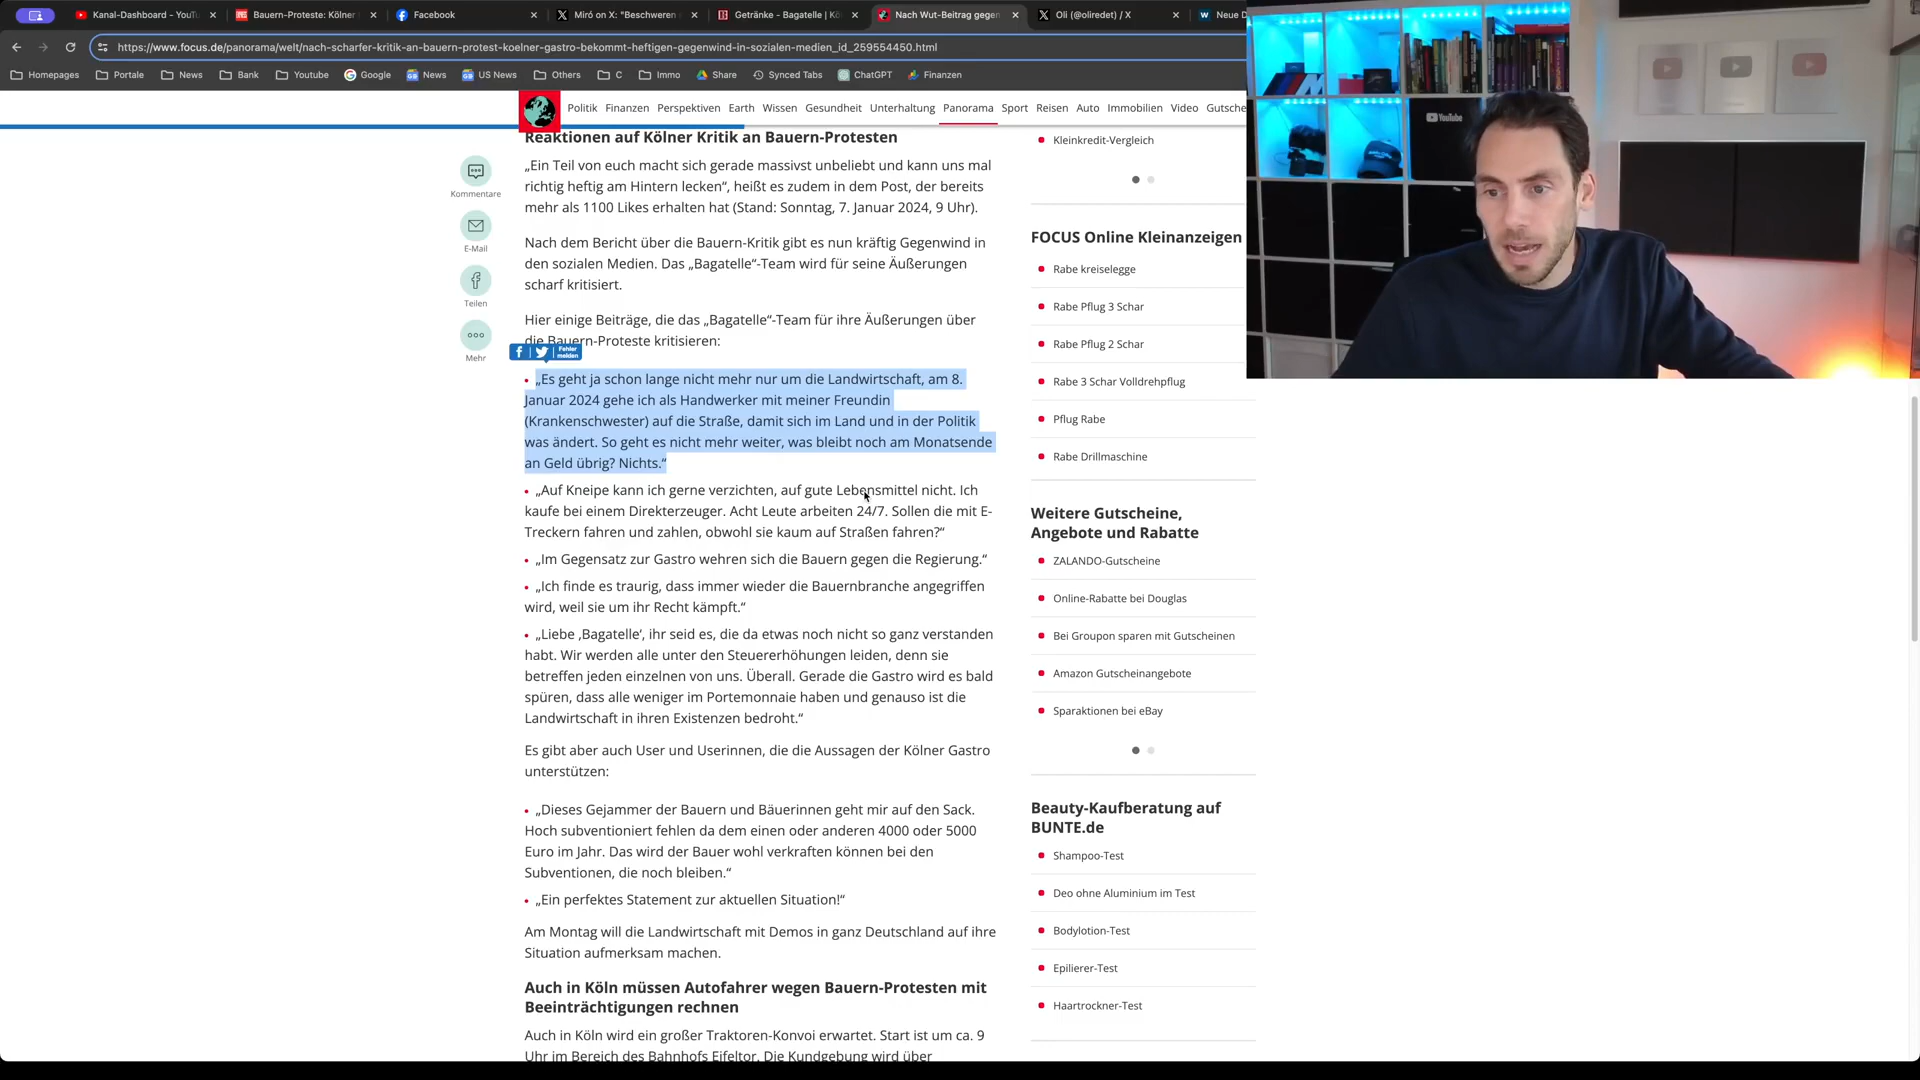 Kanal-Dashboard - YouTu
Bauern-Proteste: Kölner
Facebook
Miró on X: "Beschweren
Getränke - Bagatelle | Kö
Nach Wut-Beitrag gegen
Oli (@oliredet) / X
Neue D
https://www.focus.de/panorama/welt/nach-scharfer-kritik-an-bauern-protest-koelner-gastro-bekommt-heftigen-gegenwind-in-sozialen-medien_id_259554450.html
Homepages
Portale
News
Bank
Youtube
Google
News
US News
Others
C
Immo
Share
Synced Tabs
ChatGPT
Finanzen
Politik Finanzen Perspektiven Earth Wissen Gesundheit Unterhaltung Panorama Sport Reisen Auto Immobilien Video Gutsche
Kommentare
E-Mail
Teilen
Mehr
Reaktionen auf Kölner Kritik an Bauern-Protesten
„Ein Teil von euch macht sich gerade massivst unbeliebt und kann uns mal
richtig heftig am Hintern lecken“, heißt es zudem in dem Post, der bereits
mehr als 1100 Likes erhalten hat (Stand: Sonntag, 7. Januar 2024, 9 Uhr).
Nach dem Bericht über die Bauern-Kritik gibt es nun kräftig Gegenwind in
den sozialen Medien. Das „Bagatelle“-Team wird für seine Äußerungen
scharf kritisiert.
Hier einige Beiträge, die das „Bagatelle“-Team für ihre Äußerungen über
die Bauern-Proteste kritisieren:
Fehler
melden
• „Es geht ja schon lange nicht mehr nur um die Landwirtschaft, am 8.
Januar 2024 gehe ich als Handwerker mit meiner Freundin
(Krankenschwester) auf die Straße, damit sich im Land und in der Politik
was ändert. So geht es nicht mehr weiter, was bleibt noch am Monatsende
an Geld übrig? Nichts.“
• „Auf Kneipe kann ich gerne verzichten, auf gute Lebensmittel nicht. Ich
kaufe bei einem Direkterzeuger. Acht Leute arbeiten 24/7. Sollen die mit E-
Treckern fahren und zahlen, obwohl sie kaum auf Straßen fahren?“
• „Im Gegensatz zur Gastro wehren sich die Bauern gegen die Regierung.“
• „Ich finde es traurig, dass immer wieder die Bauernbranche angegriffen
wird, weil sie um ihr Recht kämpft.“
• „Liebe ‚Bagatelle‘, ihr seid es, die da etwas noch nicht so ganz verstanden
habt. Wir werden alle unter den Steuererhöhungen leiden, denn sie
betreffen jeden einzelnen von uns. Überall. Gerade die Gastro wird es bald
spüren, dass alle weniger im Portemonnaie haben und genauso ist die
Landwirtschaft in ihren Existenzen bedroht.“
Es gibt aber auch User und Userinnen, die die Aussagen der Kölner Gastro
unterstützen:
• „Dieses Gejammer der Bauern und Bäuerinnen geht mir auf den Sack.
Hoch subventioniert fehlen da dem einen oder anderen 4000 oder 5000
Euro im Jahr. Das wird der Bauer wohl verkraften können bei den
Subventionen, die noch bleiben.“
• „Ein perfektes Statement zur aktuellen Situation!“
Am Montag will die Landwirtschaft mit Demos in ganz Deutschland auf ihre
Situation aufmerksam machen.
Auch in Köln müssen Autofahrer wegen Bauern-Protesten mit
Beeinträchtigungen rechnen
Auch in Köln wird ein großer Traktoren-Konvoi erwartet. Start ist um ca. 9
Uhr im Bereich des Bahnhofs Eifeltor. Die Kundgebung wird über
Kleinkredit-Vergleich
FOCUS Online Kleinanzeigen
Rabe kreiselegge
Rabe Pflug 3 Schar
Rabe Pflug 2 Schar
Rabe 3 Schar Volldrehpflug
Pflug Rabe
Rabe Drillmaschine
Weitere Gutscheine,
Angebote und Rabatte
ZALANDO-Gutscheine
Online-Rabatte bei Douglas
Bei Groupon sparen mit Gutscheinen
Amazon Gutscheinangebote
Sparaktionen bei eBay
Beauty-Kaufberatung auf
BUNTE.de
Shampoo-Test
Deo ohne Aluminium im Test
Bodylotion-Test
Epilierer-Test
Haartrockner-Test
YouTube